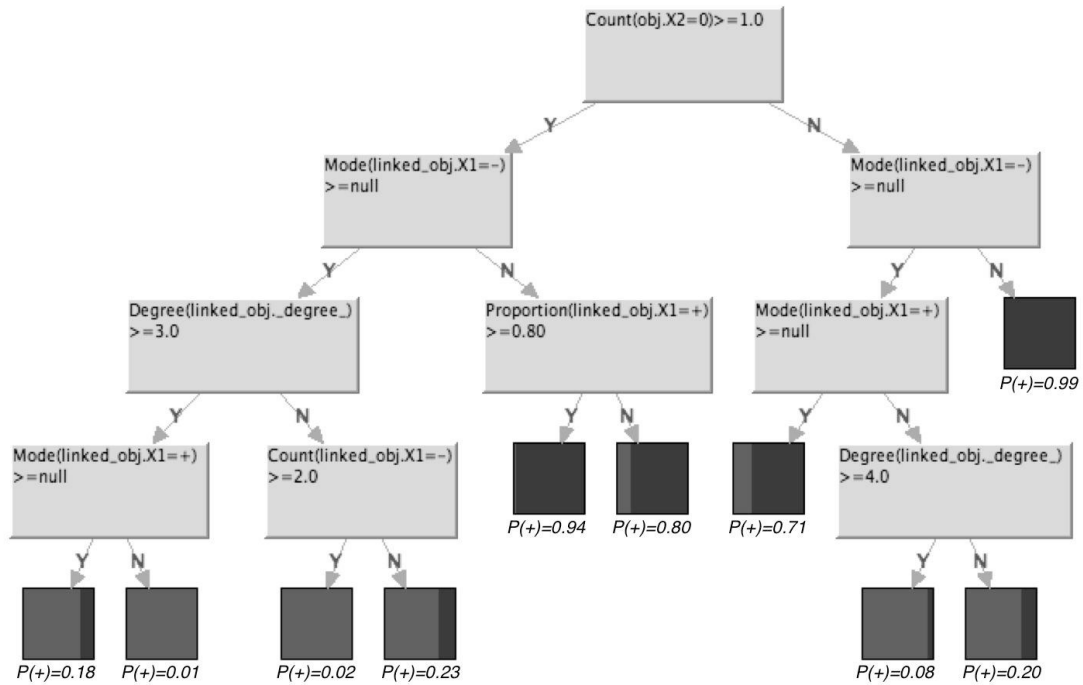 Count(obj.X2=0)>=1.0
Y
N
Mode(linked_obj.X1=-)
>=null
Mode(linked_obj.X1=-)
>=null
Y
N
Y
N
Degree(linked_obj._degree_)
>=3.0
Proportion(linked_obj.X1=+)
>=0.80
Mode(linked_obj.X1=+)
>=null
P(+)=0.99
Y
N
Y
N
Y
N
Mode(linked_obj.X1=+)
>=null
Count(linked_obj.X1=-)
>=2.0
P(+)=0.94
P(+)=0.80
P(+)=0.71
Degree(linked_obj._degree_)
>=4.0
Y
N
Y
N
Y
N
P(+)=0.18
P(+)=0.01
P(+)=0.02
P(+)=0.23
P(+)=0.08
P(+)=0.20